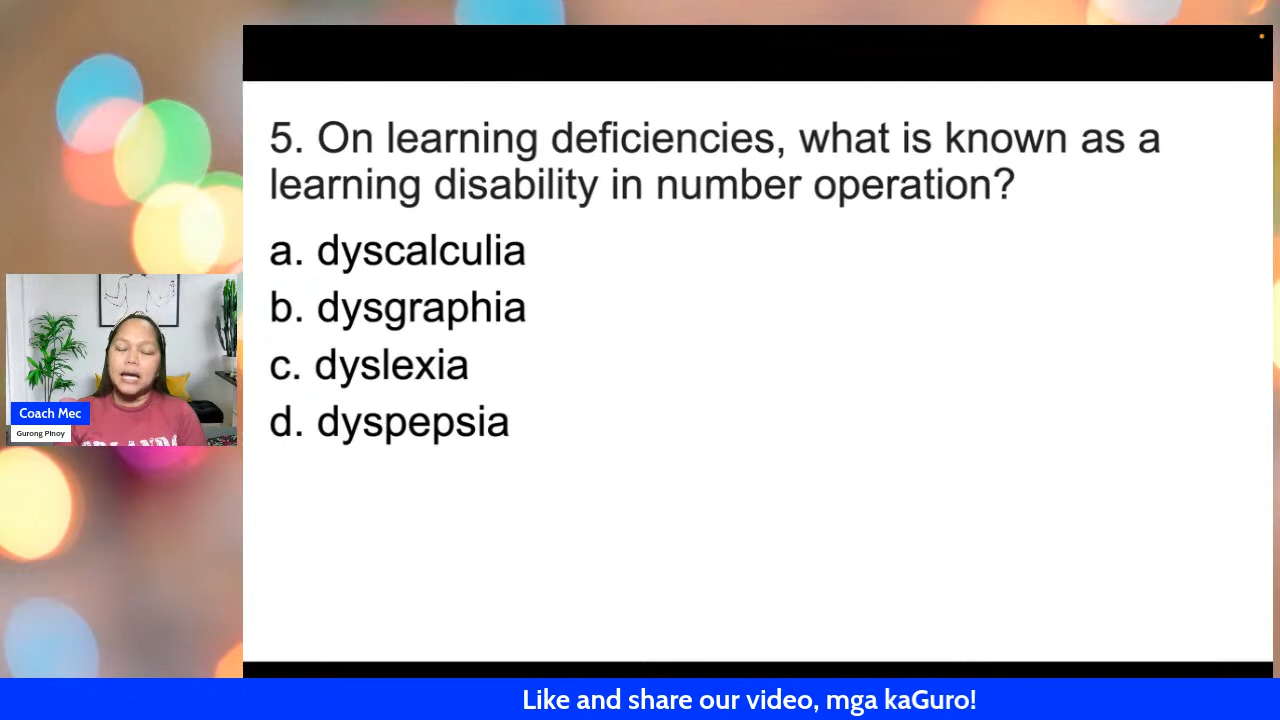 5. On learning deficiencies, what is known as a
learning disability in number operation?
a. dyscalculia
b. dysgraphia
c. dyslexia
d. dyspepsia
Coach Mec
Gurong Pinoy
Like and share our video, mga kaGuro!